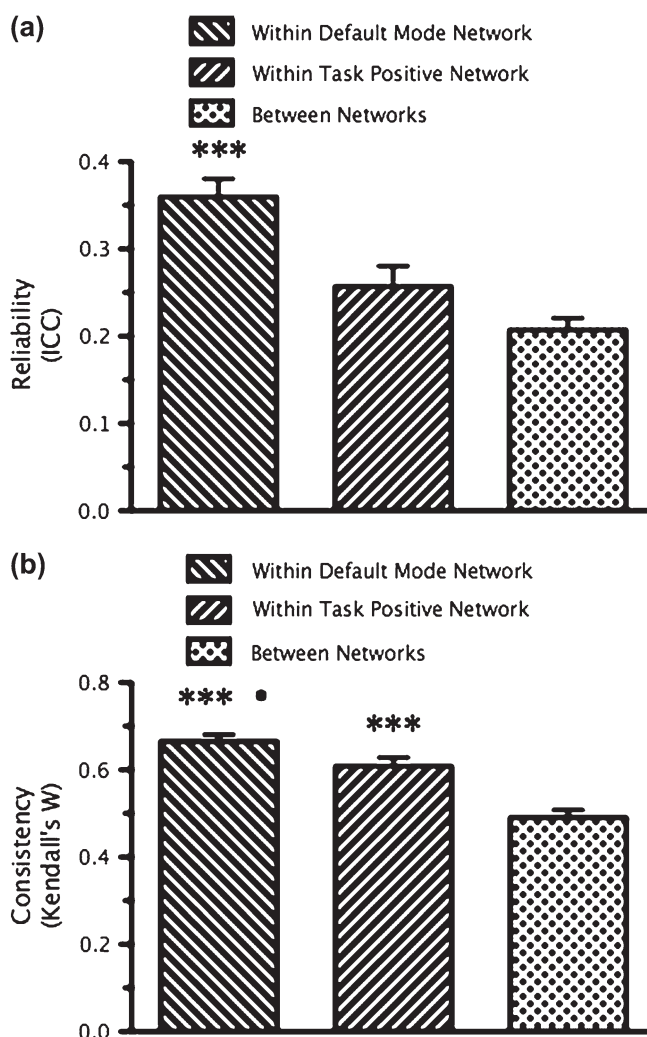 (a)
Within Default Mode Network
Within Task Positive Network
Between Networks
***
0.4
0.3
0.2
0.1
0.0
Reliability
(ICC)
(b)
Within Default Mode Network
Within Task Positive Network
Between Networks
*** •
***
0.8
0.6
0.4
0.2
0.0
Consistency
(Kendall's W)